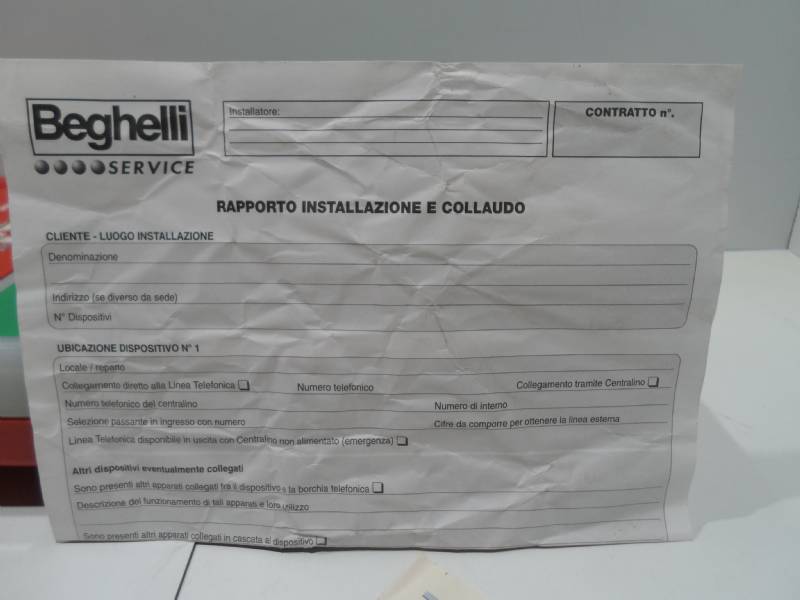 Beghelli
SERVICE
Installatore:
CONTRATTO n°.
RAPPORTO INSTALLAZIONE E COLLAUDO
CLIENTE - LUOGO INSTALLAZIONE
Denominazione
Indirizzo (se diverso da sede)
N° Dispositivi
UBICAZIONE DISPOSITIVO N° 1
Locale / reparto
Collegamento diretto alla Linea Telefonica Numero telefonico Collegamento tramite Centralino
Numero telefonico del centralino Numero di interno
Selezione passante in ingresso con numero Cifre da comporre per ottenere la linea esterna
Linea Telefonica disponibile in uscita con Centralino non alimentato (emergenza)
Altri dispositivi eventualmente collegati
Sono presenti altri apparati collegati fra il dispositivo e la borchia telefonica
Descrizione del funzionamento di tali apparati e loro utilizzo
Sono presenti altri apparati collegati in cascata al dispositivo